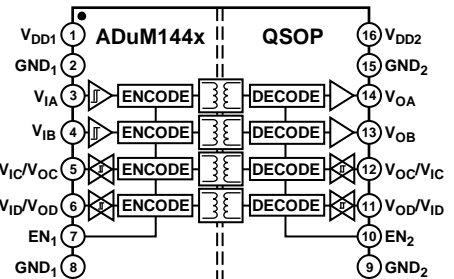 ADuM144x QSOP
VDD1 1 16 VDD2
GND1 2 15 GND2
VIA 3 ENCODE DECODE 14 VOA
VIB 4 ENCODE DECODE 13 VOB
VIC/VOC 5 ENCODE DECODE 12 VOC/VIC
VID/VOD 6 ENCODE DECODE 11 VOD/VID
EN1 7 10 EN2
GND1 8 9 GND2